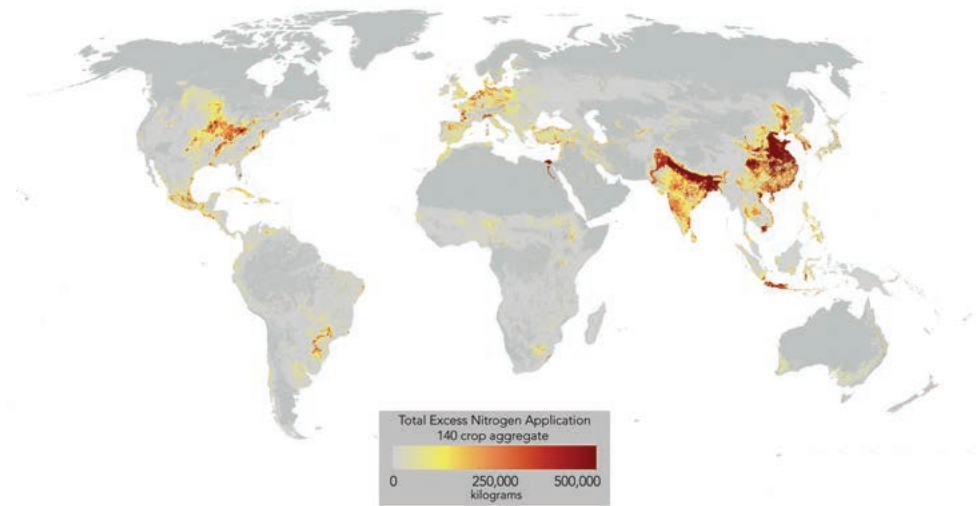 Total Excess Nitrogen Application
140 crop aggregate
0 250,000 500,000
kilograms